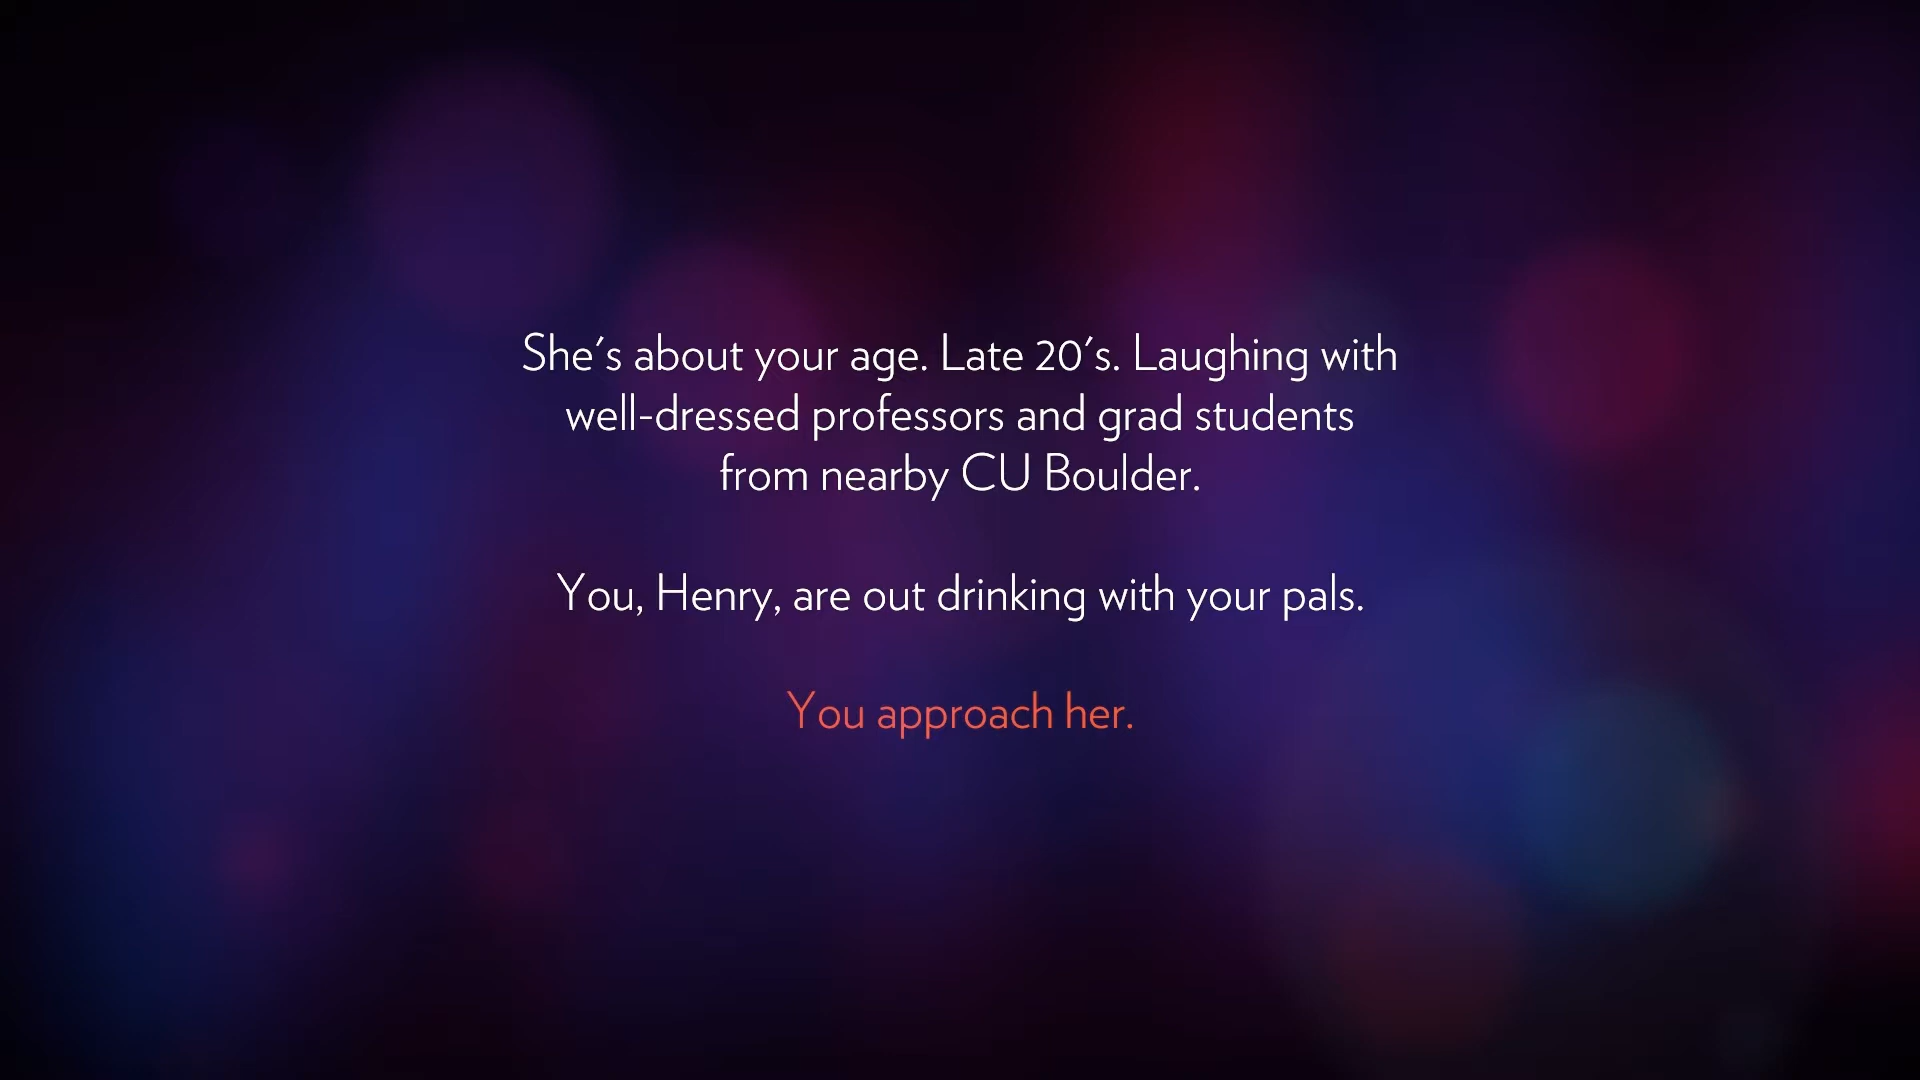 She's about your age. Late 20's. Laughing with
well-dressed professors and grad students
from nearby CU Boulder.
You, Henry, are out drinking with your pals.
You approach her.